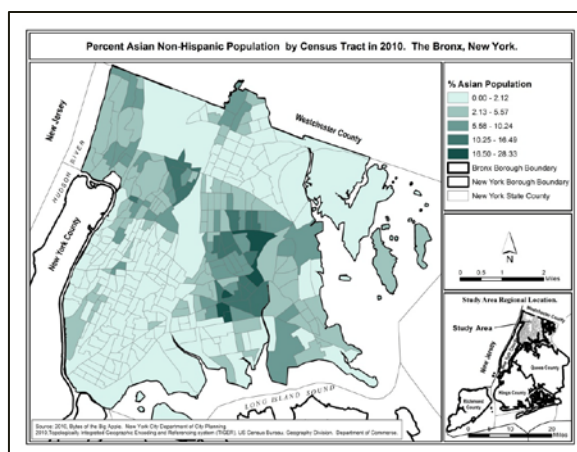 Percent Asian Non-Hispanic Population by Census Tract in 2010. The Bronx, New York.
New Jersey
HUDSON RIVER
New York County
Westchester County
LONG ISLAND SOUND
% Asian Population
0.00 - 2.12
2.13 - 5.57
5.58 - 10.24
10.25 - 16.49
16.50 - 28.33
Bronx Borough Boundary
New York Borough Boundary
New York State County
N
0 0.5 1 2
Miles
Study Area Regional Location.
Westchester County
Study Area
New Jersey
Queens County
Kings County
Richmond County
0 5 10 20
Miles
Source: 2010, Bytes of the Big Apple. New York City Department of City Planning.
2010 Topologically Integrated Geographic Encoding and Referencing system (TIGER). US Census Bureau. Geography Division. Department of Commerce.